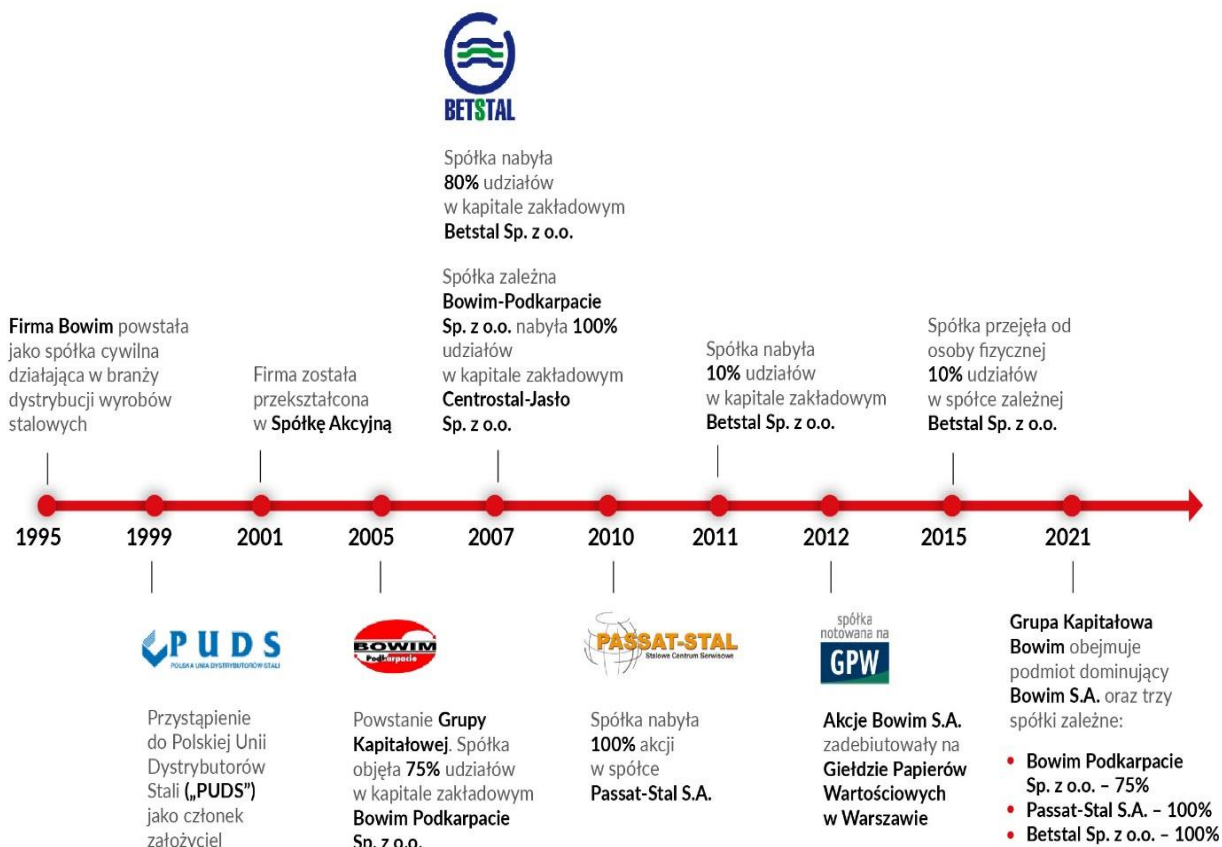 BETSTAL
Spółka nabyła
80% udziałów
w kapitale zakładowym
Betstal Sp. z o.o.
Spółka zależna
Bowim-Podkarpacie
Sp. z o.o. nabyła 100%
udziałów
w kapitale zakładowym
Centrostal-Jasło
Sp. z o.o.
Firma Bowim powstała
jako spółka cywilna
działająca w branży
dystrybucji wyrobów
stalowych
Firma została
przekształcona
w Spółkę Akcyjną
Spółka nabyła
10% udziałów
w kapitale zakładowym
Betstal Sp. z o.o.
Spółka przejęła od
osoby fizycznej
10% udziałów
w spółce zależnej
Betstal Sp. z o.o.
1995 1999 2001 2005 2007 2010 2011 2012 2015 2021
PUDS
POLSKA UNIA DYSTRYBUTORÓW STALI
Przystąpienie
do Polskiej Unii
Dystrybutorów
Stali („PUDS”)
jako członek
założyciel
BOWIM
Podkarpacie
Powstanie Grupy
Kapitałowej. Spółka
objęła 75% udziałów
w kapitale zakładowym
Bowim Podkarpacie
Sp. z o.o.
PASSAT-STAL
Stalowe Centrum Serwisowe
Spółka nabyła
100% akcji
w spółce
Passat-Stal S.A.
spółka
notowana na
GPW
Akcje Bowim S.A.
zadebiutowały na
Giełdzie Papierów
Wartościowych
w Warszawie
Grupa Kapitałowa
Bowim obejmuje
podmiot dominujący
Bowim S.A. oraz trzy
spółki zależne:
• Bowim Podkarpacie
Sp. z o.o. – 75%
• Passat-Stal S.A. – 100%
• Betstal Sp. z o.o. – 100%